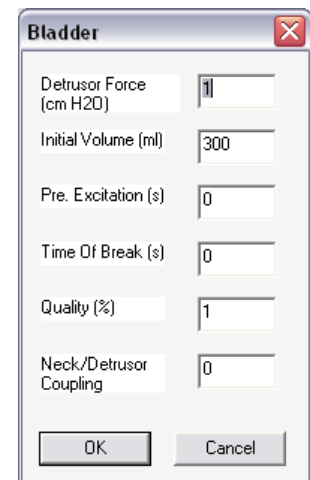 Bladder
Detrusor Force
(cm H2O)
1
Initial Volume (ml)
300
Pre. Excitation (s)
0
Time Of Break (s)
0
Quality (%)
1
Neck/Detrusor
Coupling
0
OK
Cancel